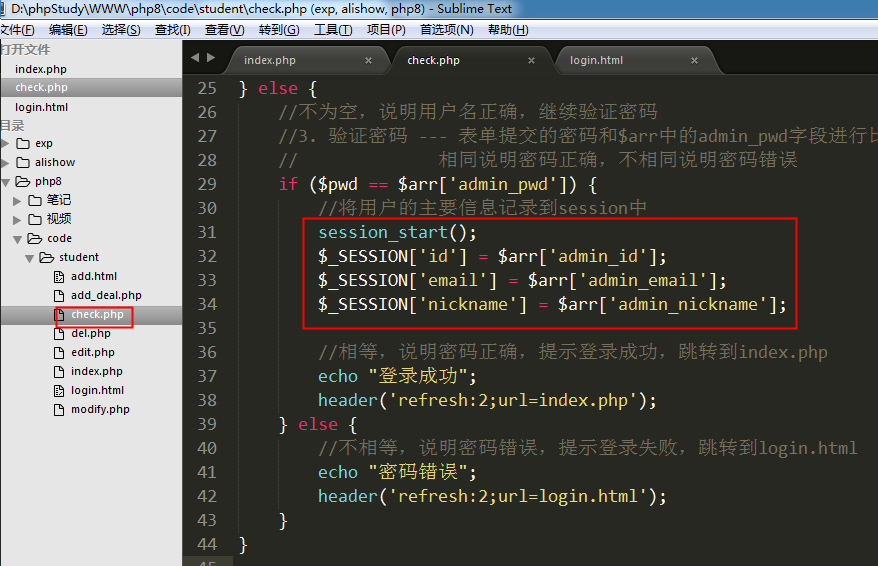 D:\phpStudy\WWW\php8\code\student\check.php (exp, alishow, php8) - Sublime Text
文件(F) 编辑(E) 选择(S) 查找(I) 查看(V) 转到(G) 工具(T) 项目(P) 首选项(N) 帮助(H)
打开文件
index.php
check.php
login.html
目录
exp
alishow
php8
笔记
视频
code
student
add.html
add_deal.php
check.php
del.php
edit.php
index.php
login.html
modify.php
index.php × check.php × login.html ×
25 } else {
26 //不为空，说明用户名正确，继续验证密码
27 //3. 验证密码 --- 表单提交的密码和$arr中的admin_pwd字段进行比
28 // 相同说明密码正确，不相同说明密码错误
29 if ($pwd == $arr['admin_pwd']) {
30 //将用户的主要信息记录到session中
31 session_start();
32 $_SESSION['id'] = $arr['admin_id'];
33 $_SESSION['email'] = $arr['admin_email'];
34 $_SESSION['nickname'] = $arr['admin_nickname'];
35
36 //相等，说明密码正确，提示登录成功，跳转到index.php
37 echo "登录成功";
38 header('refresh:2;url=index.php');
39 } else {
40 //不相等，说明密码错误，提示登录失败，跳转到login.html
41 echo "密码错误";
42 header('refresh:2;url=login.html');
43 }
44 }
45